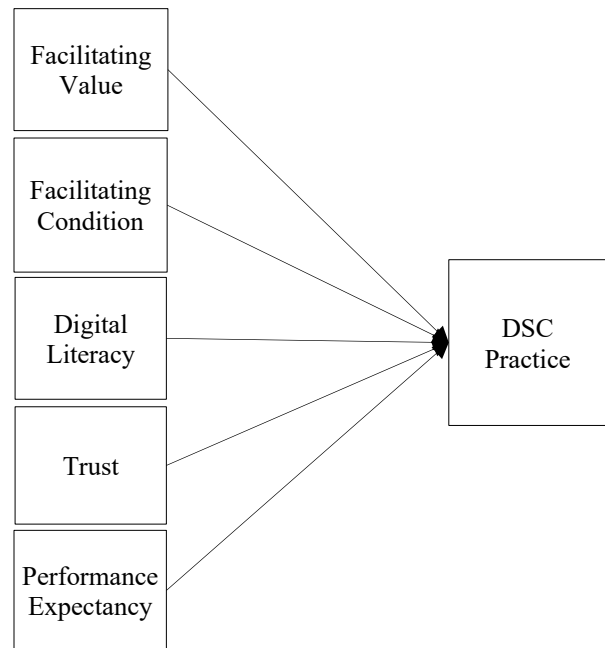 Facilitating
Value
Facilitating
Condition
Digital
Literacy
Trust
Performance
Expectancy
DSC
Practice